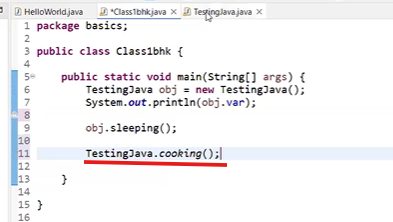 HelloWorld.java *Class1bhk.java TestingJava.java
1 package basics;
2
3 public class Class1bhk {
4
5 public static void main(String[] args) {
6 TestingJava obj = new TestingJava();
7 System.out.println(obj.var);
8
9 obj.sleeping();
10
11 TestingJava.cooking();
12
13 }
14
15 }
16